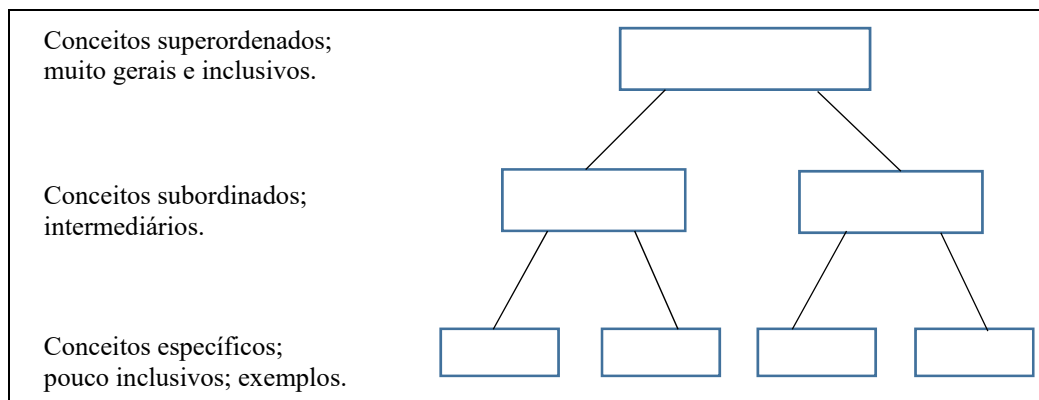 Conceitos superordenados;
muito gerais e inclusivos.
Conceitos subordinados;
intermediários.
Conceitos específicos;
pouco inclusivos; exemplos.